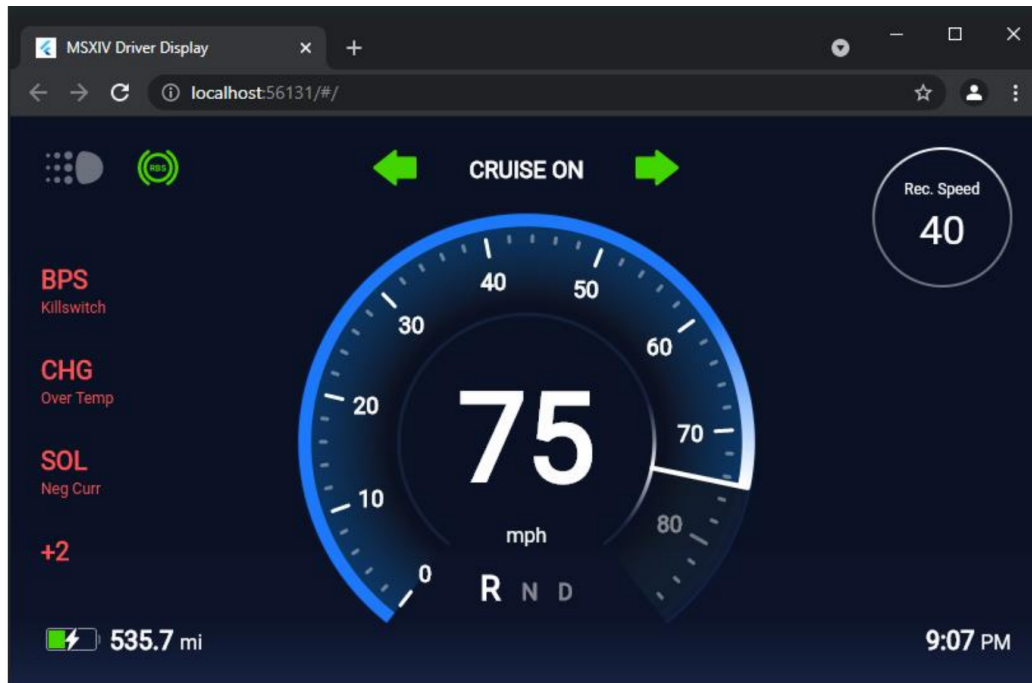 MSXIV Driver Display
localhost:56131/#/
RBS
CRUISE ON
Rec. Speed
40
BPS
Killswitch
CHG
Over Temp
SOL
Neg Curr
+2
0
10
20
30
40
50
60
70
80
75
mph
R N D
535.7 mi
9:07 PM